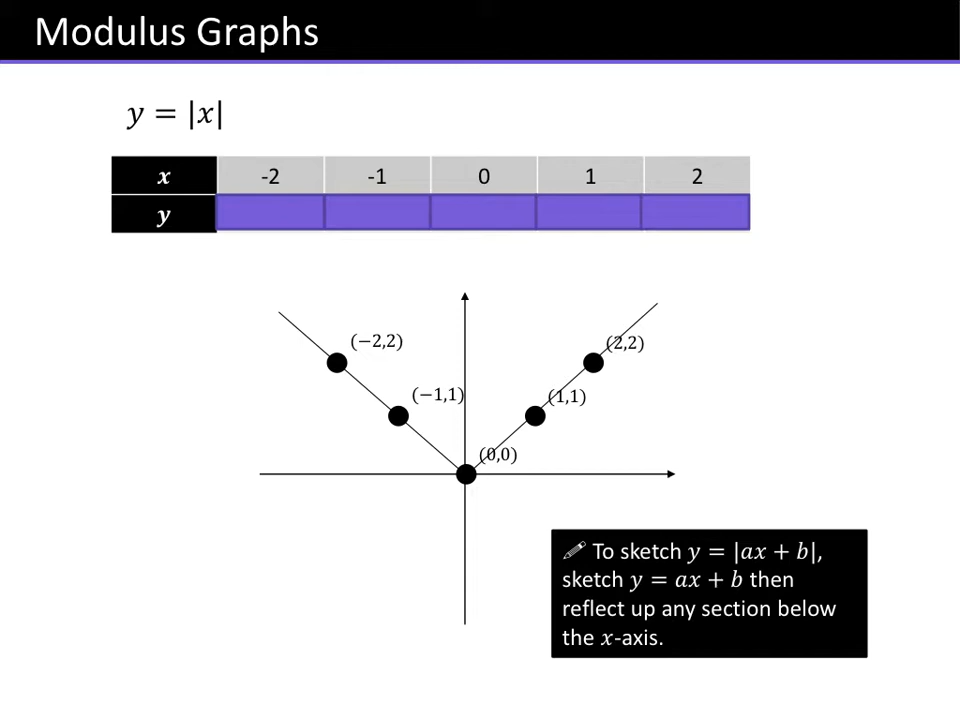 Modulus Graphs
𝑦 = |𝑥|
𝒙 -2 -1 0 1 2
𝒚
(−2,2) (2,2)
(−1,1) (1,1)
(0,0)
✏ To sketch 𝑦 = |𝑎𝑥 + 𝑏|,
sketch 𝑦 = 𝑎𝑥 + 𝑏 then
reflect up any section below
the 𝑥-axis.